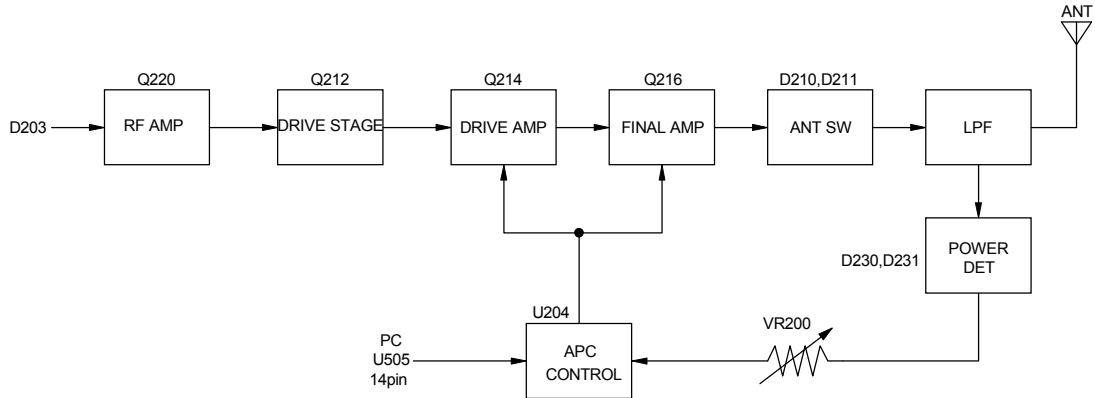 ANT
Q220
Q212
Q214
Q216
D210,D211
D203
RF AMP
DRIVE STAGE
DRIVE AMP
FINAL AMP
ANT SW
LPF
D230,D231
POWER
DET
U204
VR200
PC
U505
14pin
APC
CONTROL